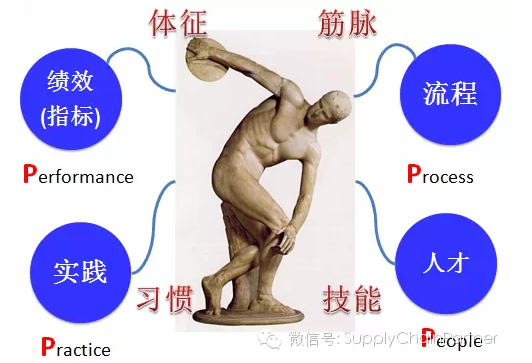 体征
筋脉
绩效
(指标)
Performance
流程
Process
实践
Practice
习惯
人才
People
技能
微信号: SupplyChainPartner